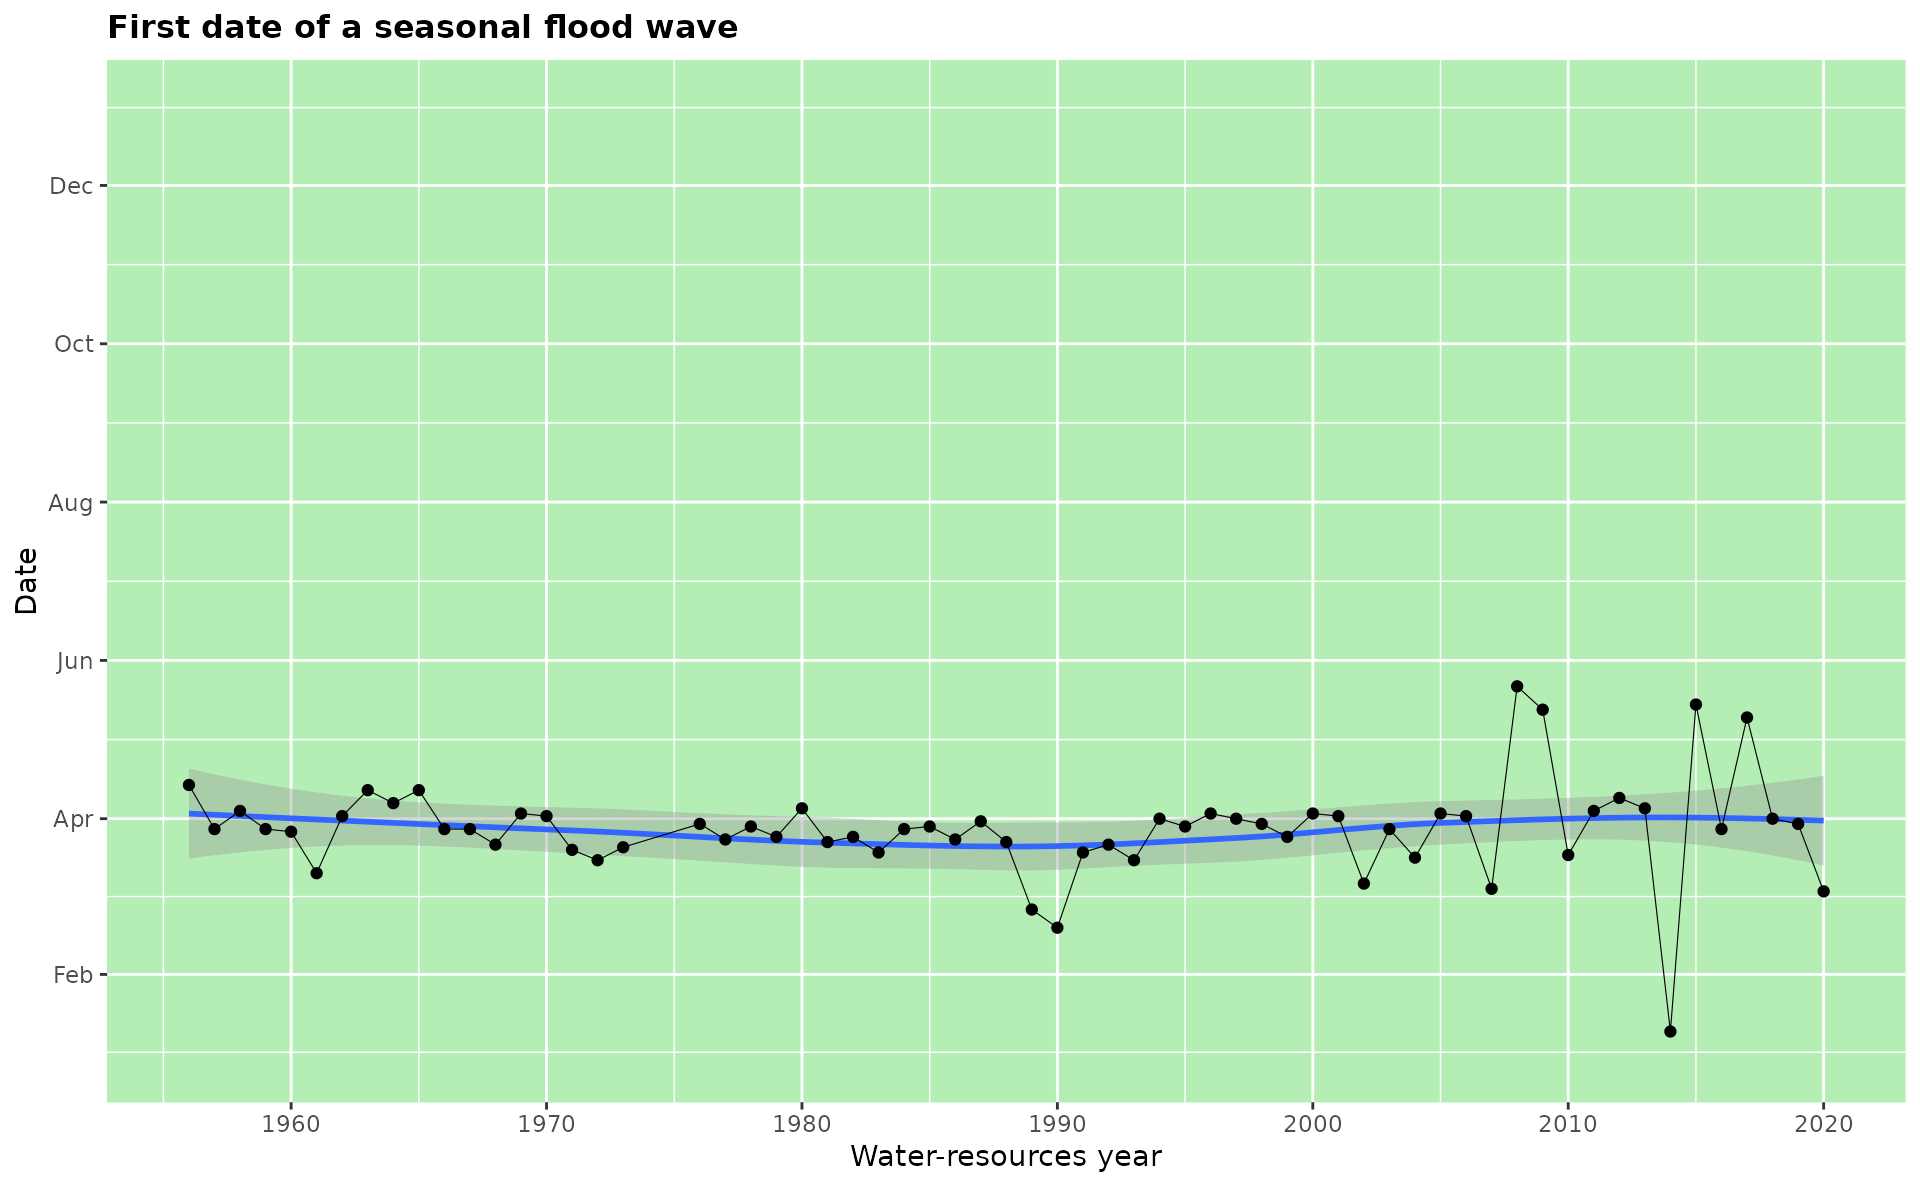 First date of a seasonal flood wave
Date
Dec
Oct
Aug
Jun
Apr
Feb
1960 1970 1980 1990 2000 2010 2020
Water-resources year